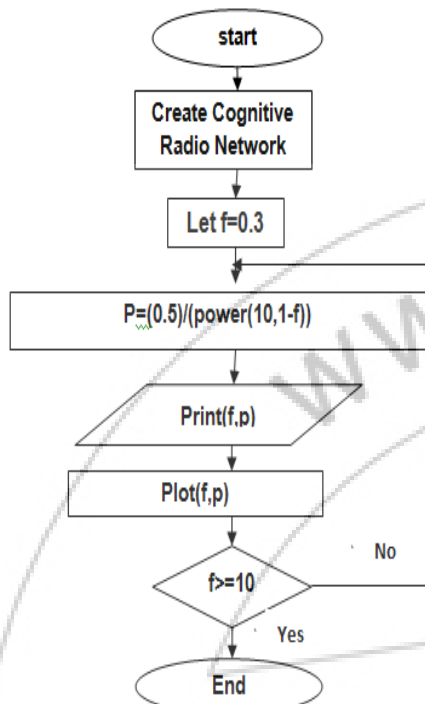 start
Create Cognitive
Radio Network
Let f=0.3
P=(0.5)/(power(10,1-f))
Print(f,p)
Plot(f,p)
f>=10
No
Yes
End